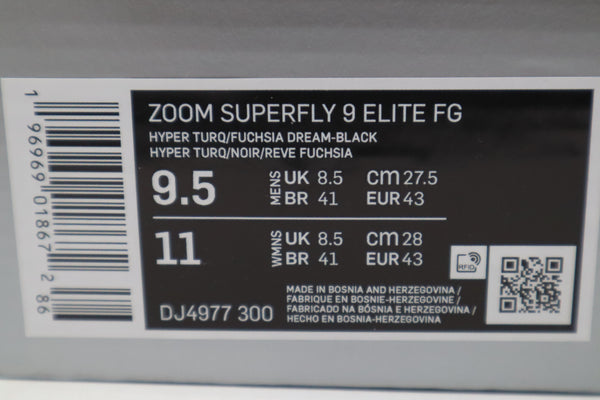 ZOOM SUPERFLY 9 ELITE FG
HYPER TURQ/FUCHSIA DREAM-BLACK
HYPER TURQ/NOIR/REVE FUCHSIA
9.5 MENS UK 8.5 cm 27.5
BR 41 EUR 43
11 WMNS UK 8.5 cm 28
BR 41 EUR 43
RFID
DJ4977 300
MADE IN BOSNIA AND HERZEGOVINA /
FABRIQUE EN BOSNIE-HERZEGOVINE /
FABRICADO NA BÓSNIA E HERZEGOVINA /
HECHO EN BOSNIA-HERZEGOVINA
1 96969 01867 2 86